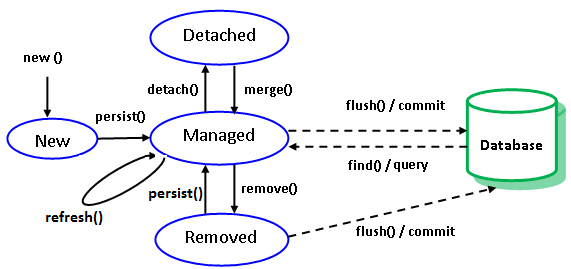 Detached
new ()
detach()
merge()
flush() / commit
persist()
New
Managed
Database
find() / query
persist()
remove()
refresh()
Removed
flush() / commit